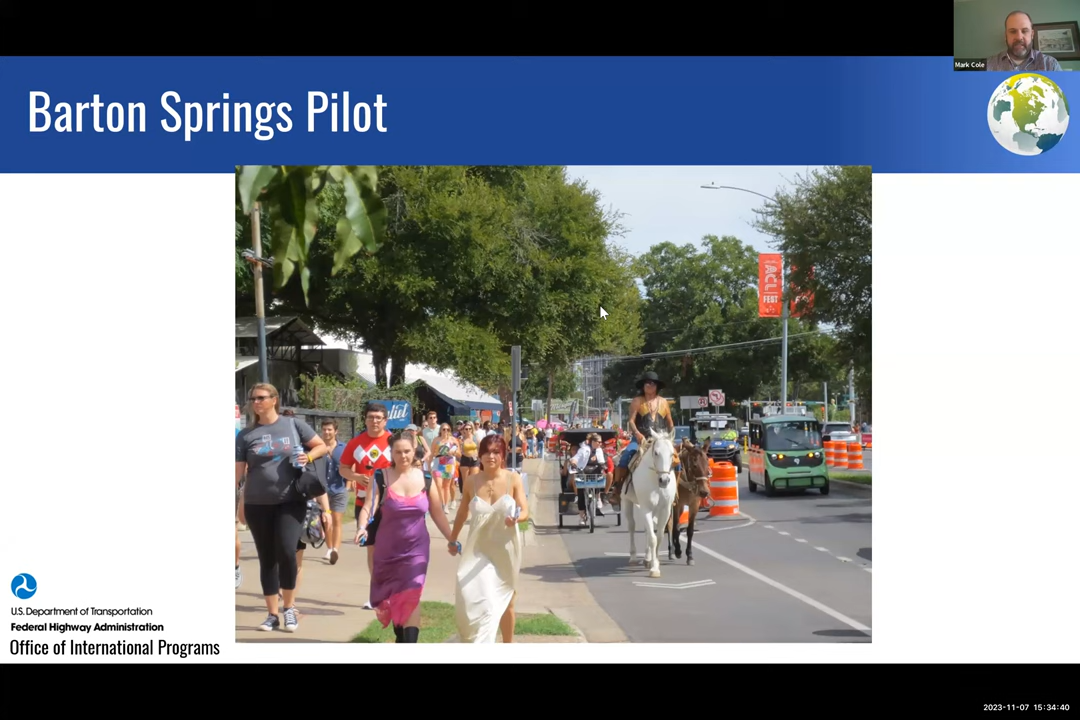 Mark Cole
Barton Springs Pilot
ACL
FEST
U.S. Department of Transportation
Federal Highway Administration
Office of International Programs
2023-11-07 15:34:40